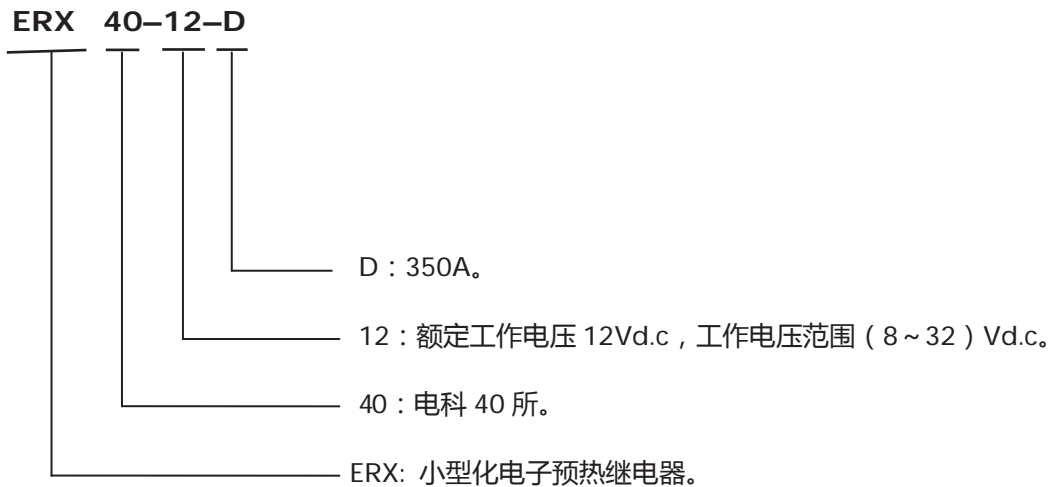 ERX 40–12–D
D：350A。
12：额定工作电压 12Vd.c，工作电压范围（8～32）Vd.c。
40：电科 40 所。
ERX: 小型化电子预热继电器。